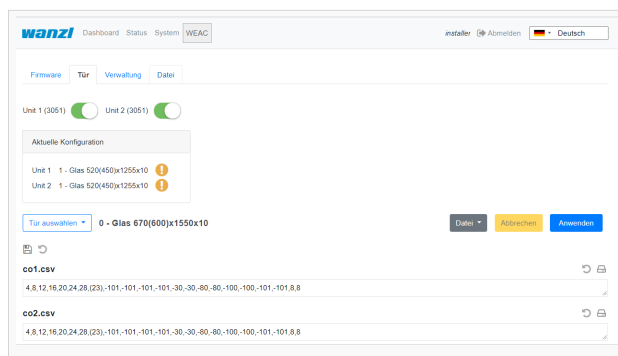 wanzl Dashboard Status System WEAC installer Abmelden Deutsch
Firmware Tür Verwaltung Datei
Unit 1 (3051) Unit 2 (3051)
Aktuelle Konfiguration
Unit 1 1 - Glas 520(450)x1255x10
Unit 2 1 - Glas 520(450)x1255x10
Tür auswählen 0 - Glas 670(600)x1550x10 Datei Abbrechen Anwenden
co1.csv
4,8,12,16,20,24,28,(23),-101,-101,-101,-101,-30,-30,-80,-80,-100,-100,-101,-101,8,8
co2.csv
4,8,12,16,20,24,28,(23),-101,-101,-101,-101,-30,-30,-80,-80,-100,-100,-101,-101,8,8